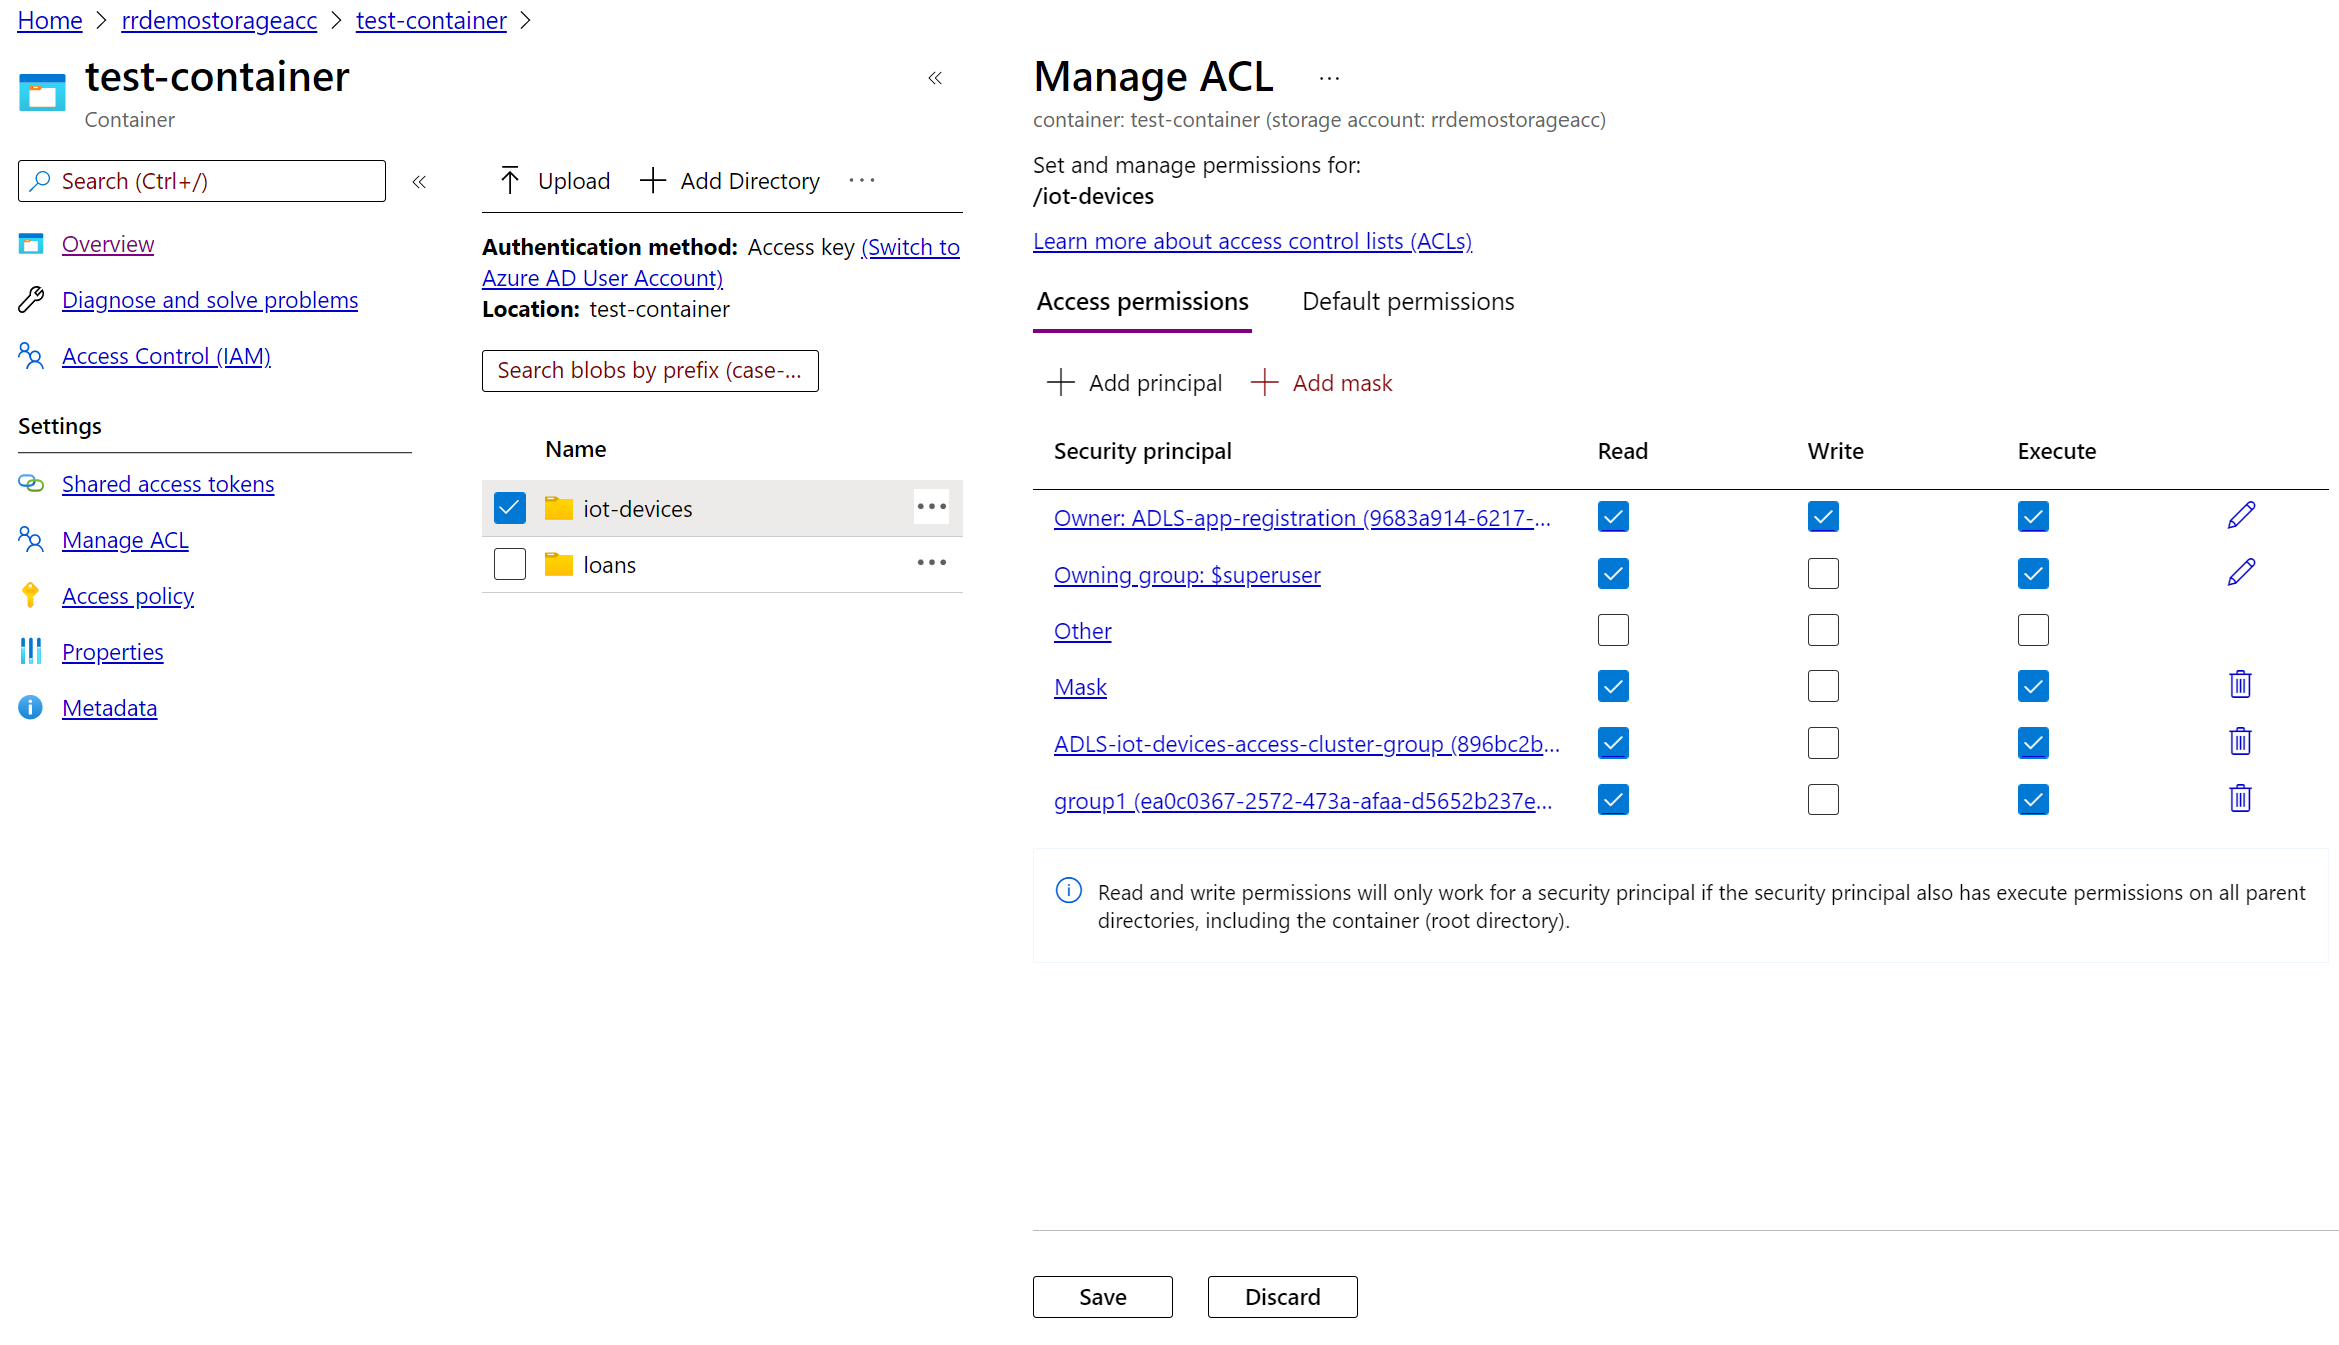 Home > rrdemostorageacc > test-container >
test-container
Container
Search (Ctrl+/)
Overview
Diagnose and solve problems
Access Control (IAM)
Settings
Shared access tokens
Manage ACL
Access policy
Properties
Metadata
Upload
Add Directory
Authentication method: Access key (Switch to
Azure AD User Account)
Location: test-container
Search blobs by prefix (case-...
Name
iot-devices
loans
Manage ACL
container: test-container (storage account: rrdemostorageacc)
Set and manage permissions for:
/iot-devices
Learn more about access control lists (ACLs)
Access permissions Default permissions
Add principal Add mask
Security principal Read Write Execute
Owner: ADLS-app-registration (9683a914-6217-...
Owning group: $superuser
Other
Mask
ADLS-iot-devices-access-cluster-group (896bc2b...
group1 (ea0c0367-2572-473a-afaa-d5652b237e...
Read and write permissions will only work for a security principal if the security principal also has execute permissions on all parent
directories, including the container (root directory).
Save Discard